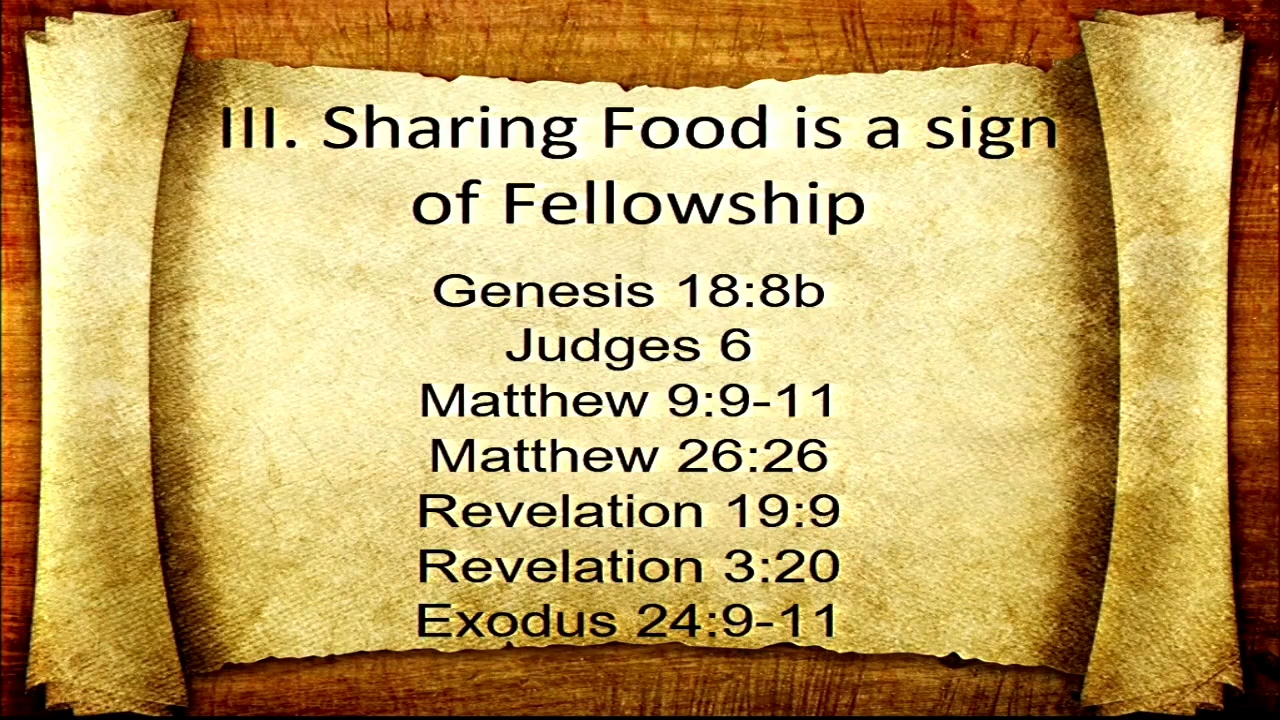 III. Sharing Food is a sign
of Fellowship
Genesis 18:8b
Judges 6
Matthew 9:9-11
Matthew 26:26
Revelation 19:9
Revelation 3:20
Exodus 24:9-11